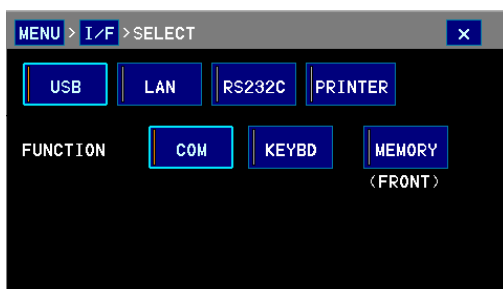 MENU > I/F >SELECT ×
USB LAN RS232C PRINTER
FUNCTION COM KEYBD MEMORY
(FRONT)